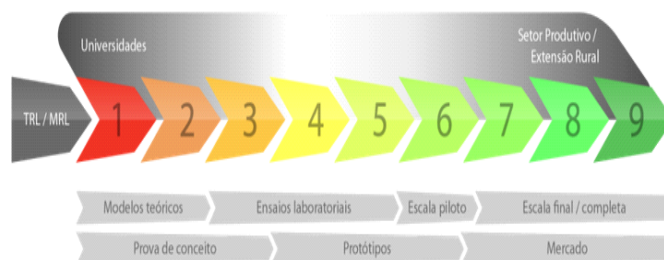 Universidades
Setor Produtivo /
Extensão Rural
TRL / MRL 1 2 3 4 5 6 7 8 9
Modelos teóricos Ensaios laboratoriais Escala piloto Escala final / completa
Prova de conceito Protótipos Mercado